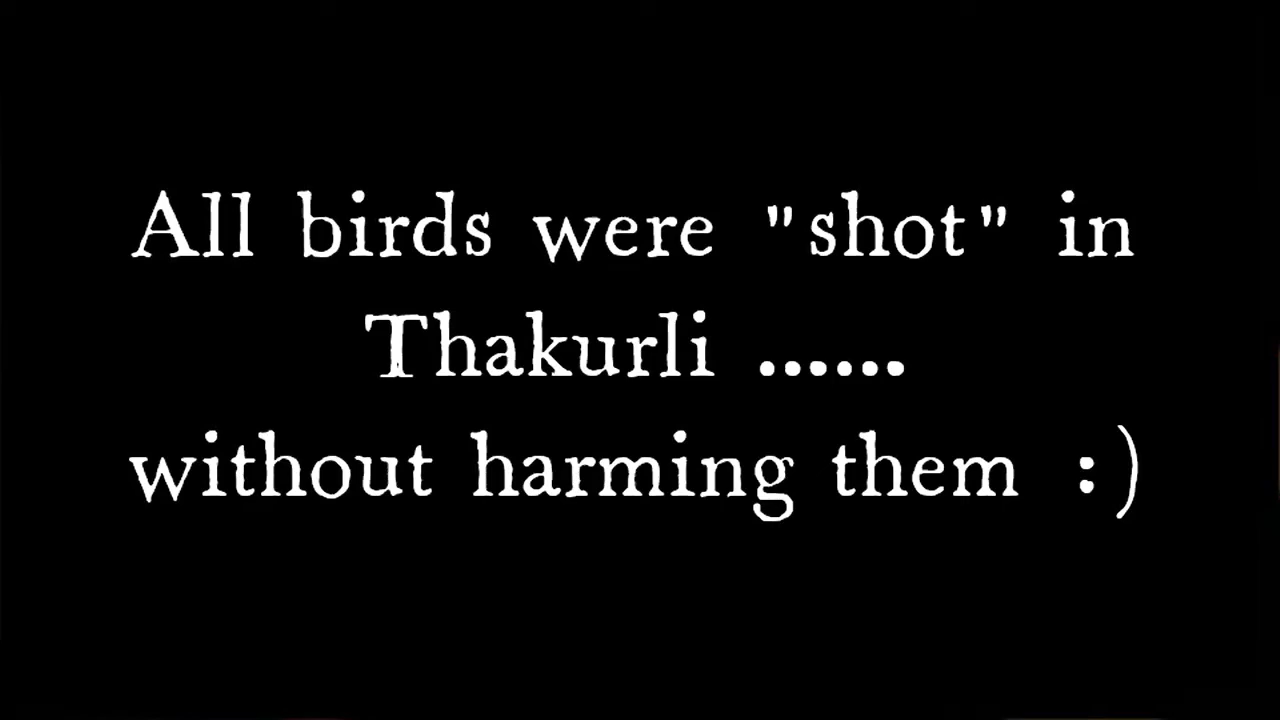 All birds were "shot" in
Thakurli ......
without harming them :)